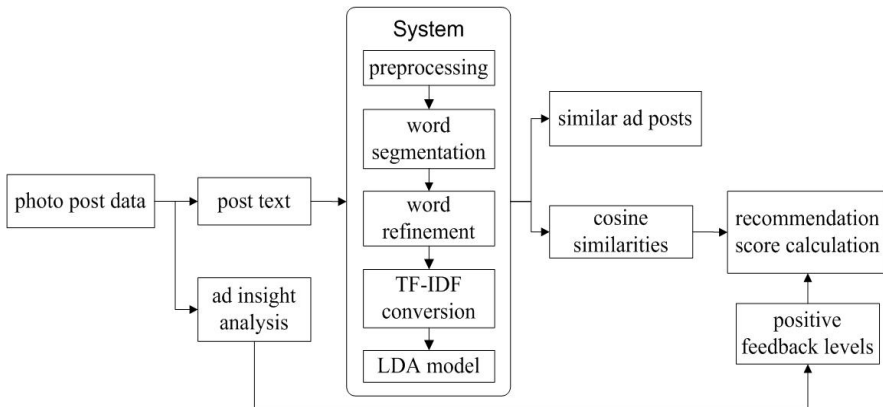 System
preprocessing
word
segmentation
word
refinement
TF-IDF
conversion
LDA model
photo post data
post text
ad insight
analysis
similar ad posts
cosine
similarities
recommendation
score calculation
positive
feedback levels